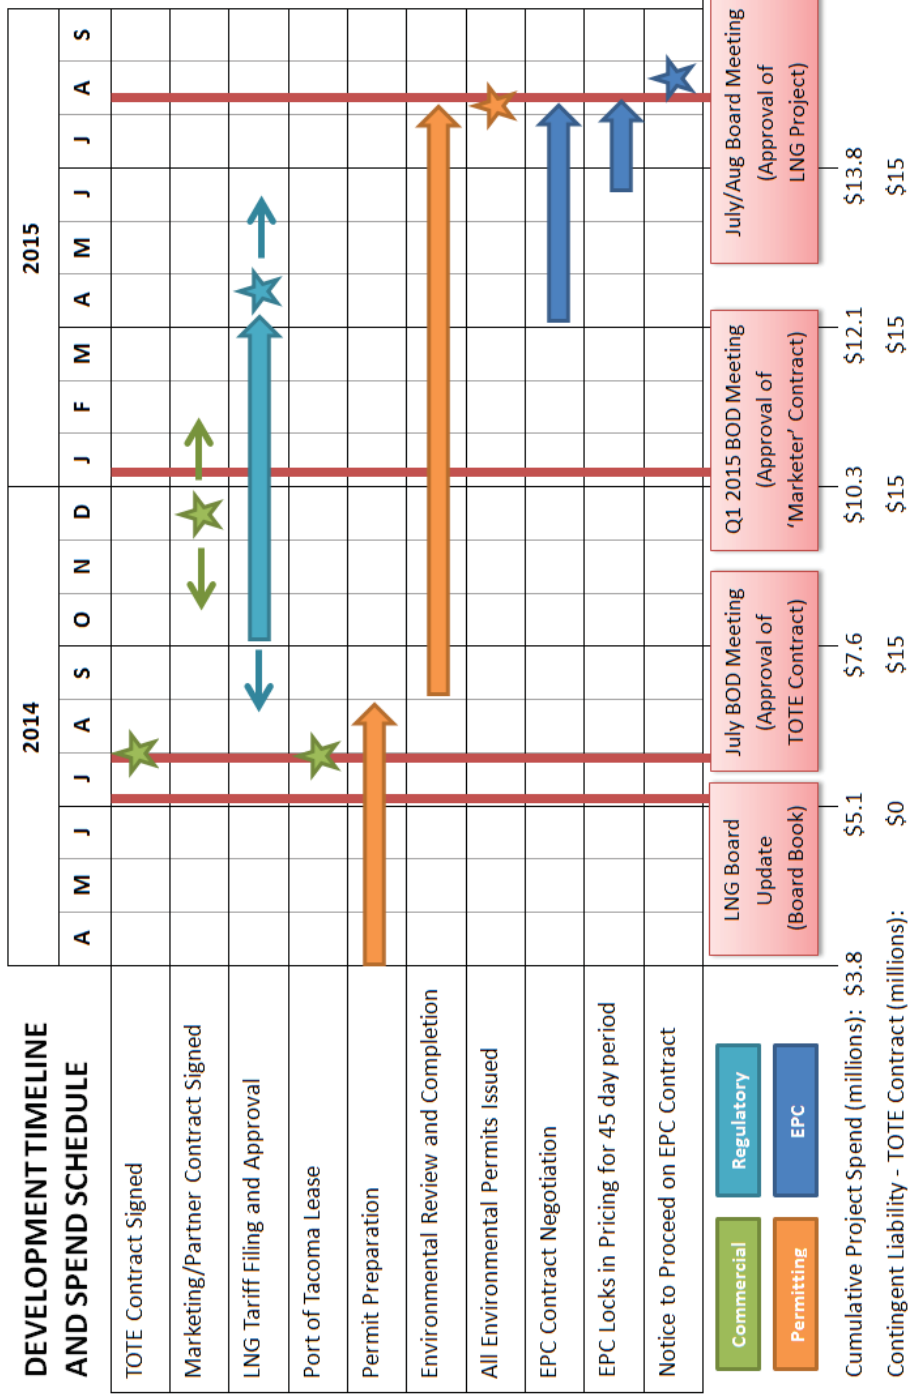 DEVELOPMENT TIMELINE
AND SPEND SCHEDULE
2014 2015
A M J J A S O N D J F M A M J J A S
TOTE Contract Signed
Marketing/Partner Contract Signed
LNG Tariff Filing and Approval
Port of Tacoma Lease
Permit Preparation
Environmental Review and Completion
All Environmental Permits Issued
EPC Contract Negotiation
EPC Locks in Pricing for 45 day period
Notice to Proceed on EPC Contract
Commercial
Regulatory
Permitting
EPC
LNG Board
Update
(Board Book)
July BOD Meeting
(Approval of
TOTE Contract)
Q1 2015 BOD Meeting
(Approval of
‘Marketer’ Contract)
July/Aug Board Meeting
(Approval of
LNG Project)
Cumulative Project Spend (millions): $3.8 $5.1 $7.6 $10.3 $12.1 $13.8
Contingent Liability - TOTE Contract (millions): $0 $15 $15 $15 $15